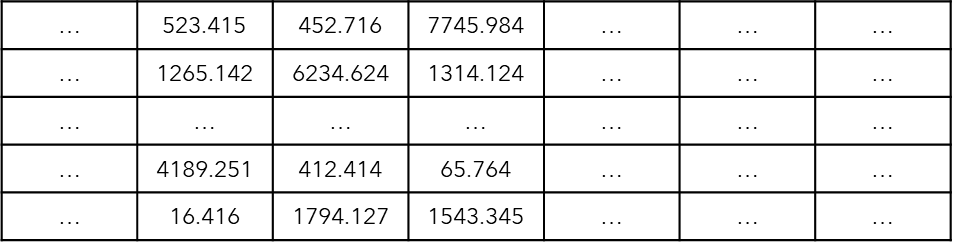 … 523.415 452.716 7745.984 … … …
… 1265.142 6234.624 1314.124 … … …
… … … … … … …
… 4189.251 412.414 65.764 … … …
… 16.416 1794.127 1543.345 … … …